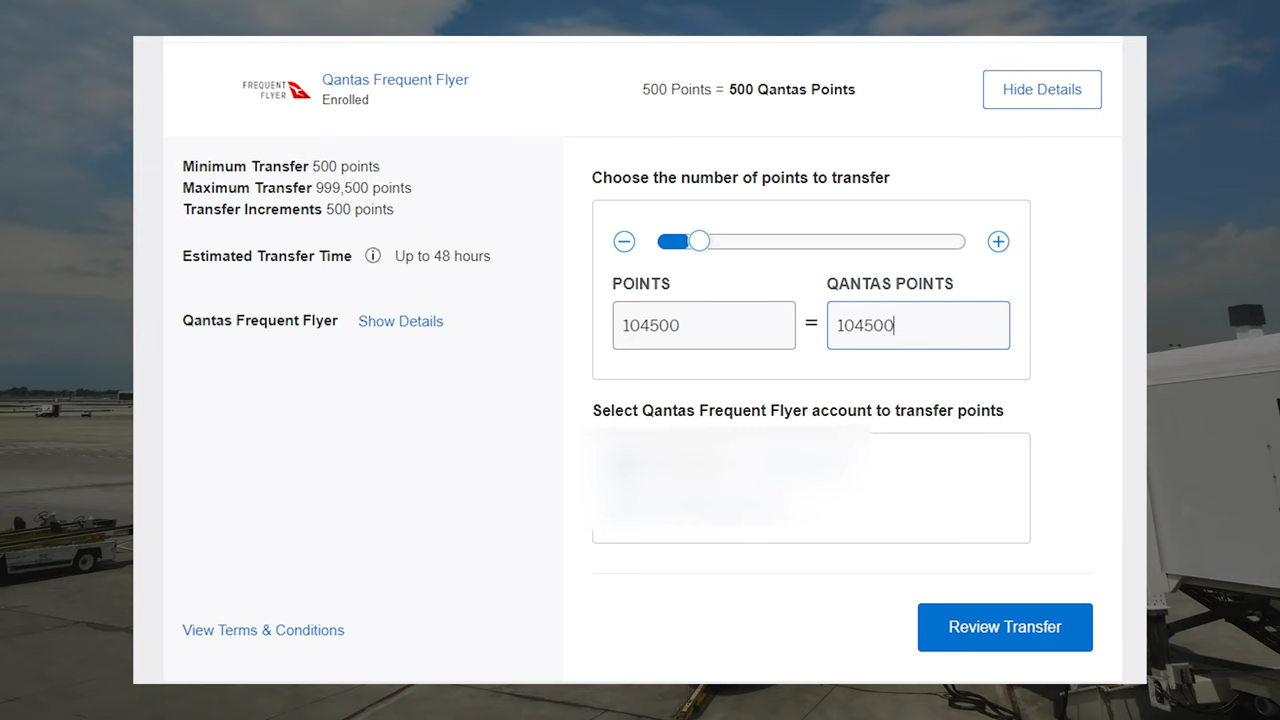 FREQUENT
FLYER
Qantas Frequent Flyer
Enrolled
500 Points = 500 Qantas Points
Hide Details
Minimum Transfer 500 points
Maximum Transfer 999,500 points
Transfer Increments 500 points
Estimated Transfer Time i Up to 48 hours
Qantas Frequent Flyer Show Details
View Terms & Conditions
Choose the number of points to transfer
POINTS QANTAS POINTS
104500 = 104500
Select Qantas Frequent Flyer account to transfer points
Review Transfer